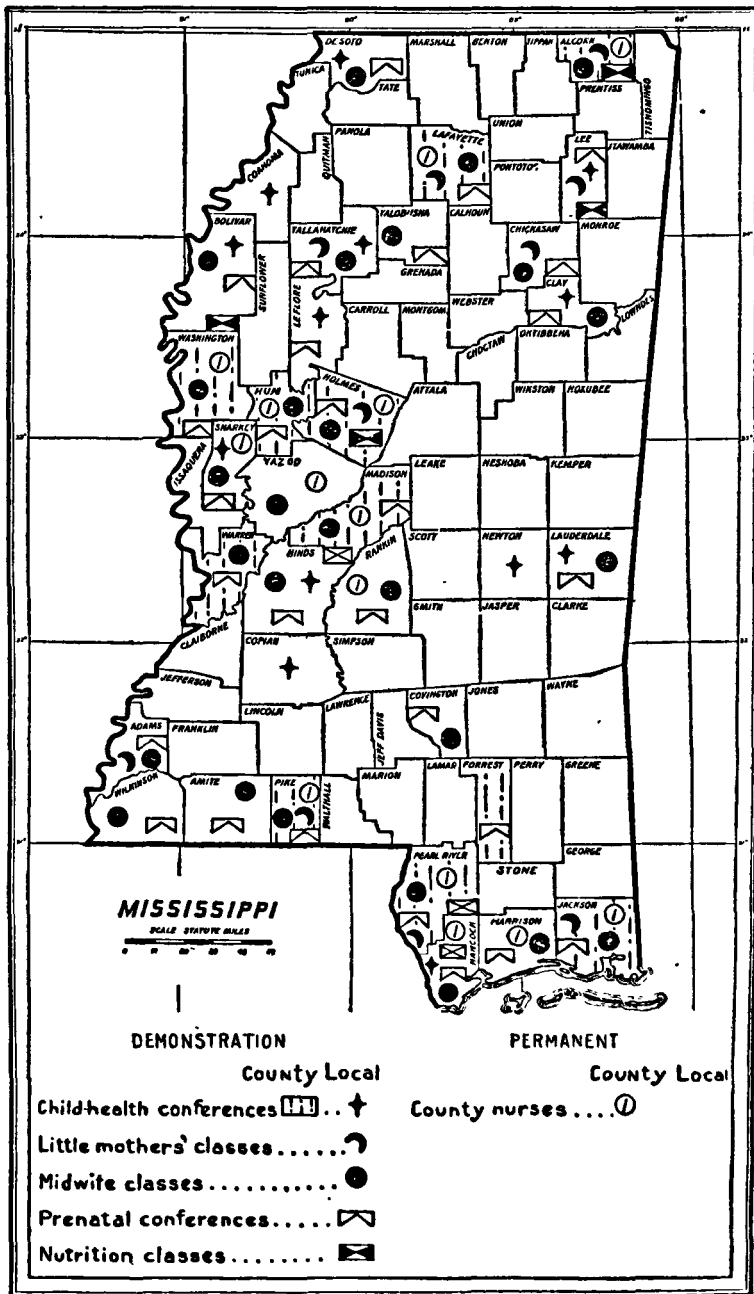 DE SOTO
MARSHALL
BENTON
TIPPAH
ALCORN
TUNICA
TATE
PRENTISS
TISHOMINGO
PANOLA
LAFAYETTE
UNION
LEE
ITAWAMBA
COAHOMA
QUITMAN
PONTOTOC
BOLIVAR
TALLAHATCHIE
YALOBUSHA
CALHOUN
CHICKASAW
MONROE
SUNFLOWER
GRENADA
CLAY
LEFLORE
CARROLL
MONTGOM.
WEBSTER
LOWNDES
WASHINGTON
CHOCTAW
OKTIBBEHA
HUM
HOLMES
ATTALA
WINSTON
NOXUBEE
SHARKEY
ISSAQUENA
YAZOO
MADISON
LEAKE
NESHOBA
KEMPER
WARREN
HINDS
RANKIN
SCOTT
NEWTON
LAUDERDALE
CLAIBORNE
COPIAH
SIMPSON
SMITH
JASPER
CLARKE
JEFFERSON
LINCOLN
LAWRENCE
JEFF DAVIS
COVINGTON
JONES
WAYNE
ADAMS
FRANKLIN
WILKINSON
AMITE
PIKE
WALTHALL
MARION
LAMAR
FORREST
PERRY
GREENE
PEARL RIVER
STONE
GEORGE
HANCOCK
HARRISON
JACKSON
MISSISSIPPI
SCALE STATUTE MILES
DEMONSTRATION
County Local
Child-health conferences ..
Little mothers' classes......
Midwife classes ...........
Prenatal conferences.....
Nutrition classes........
PERMANENT
County Local
County nurses ....